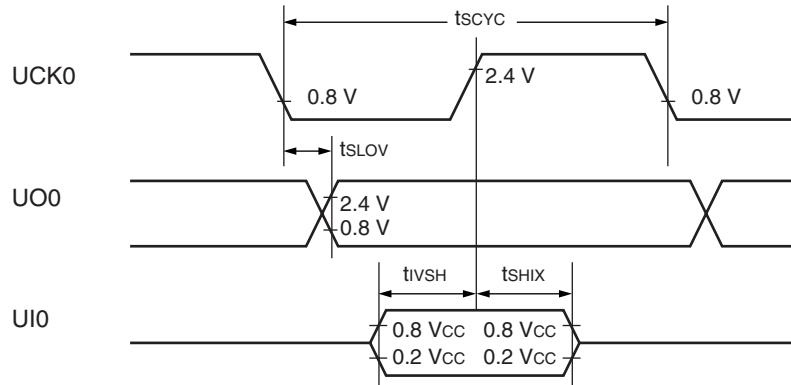 tSCYC
UCK0
2.4 V
0.8 V 0.8 V
tSLOV
UO0
2.4 V
0.8 V
tIVSH tSHIX
UI0
0.8 VCC 0.8 VCC
0.2 VCC 0.2 VCC